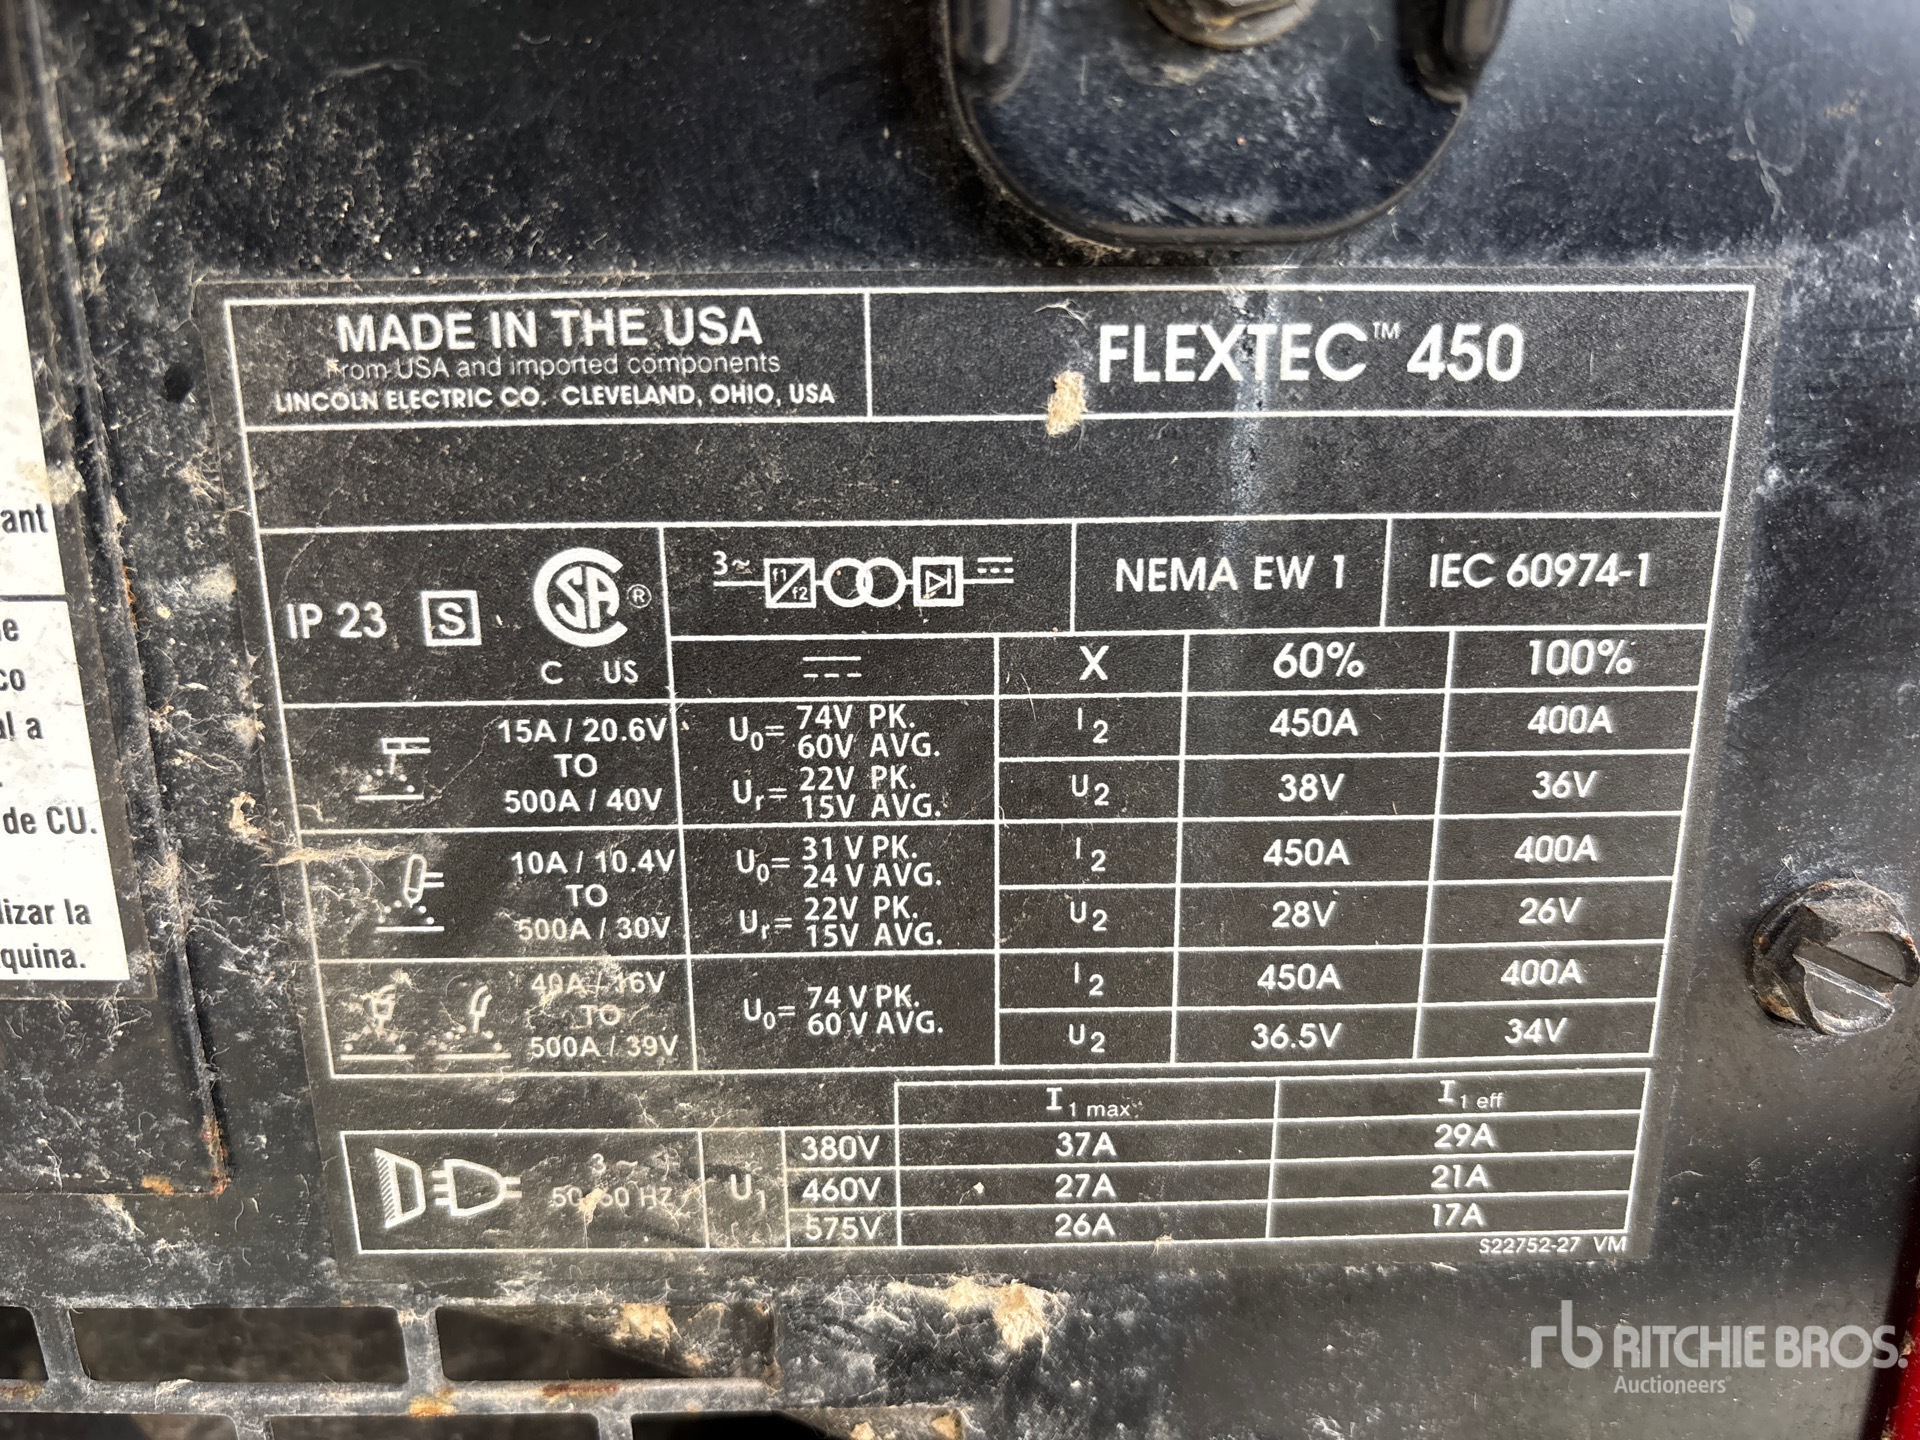 MADE IN THE USA
From USA and imported components
LINCOLN ELECTRIC CO. CLEVELAND, OHIO, USA
FLEXTEC™ 450
IP 23 S CSA ® C US
3~ f1 f2
NEMA EW 1
IEC 60974-1
X 60% 100%
15A / 20.6V
TO
500A / 40V
U0= 74V PK.
60V AVG.
Ur= 22V PK.
15V AVG.
I2 450A 400A
U2 38V 36V
10A / 10.4V
TO
500A / 30V
U0= 31 V PK.
24 V AVG.
Ur= 22V PK.
15V AVG.
I2 450A 400A
U2 28V 26V
40A / 16V
TO
500A / 39V
U0= 74 V PK.
60 V AVG.
I2 450A 400A
U2 36.5V 34V
I1 max. I1 eff
3 ~
50/60 HZ
U1
380V 37A 29A
460V 27A 21A
575V 26A 17A
S22752-27 VM
ant
al a
de CU.
lizar la
quina.
rb RITCHIE BROS.
Auctioneers